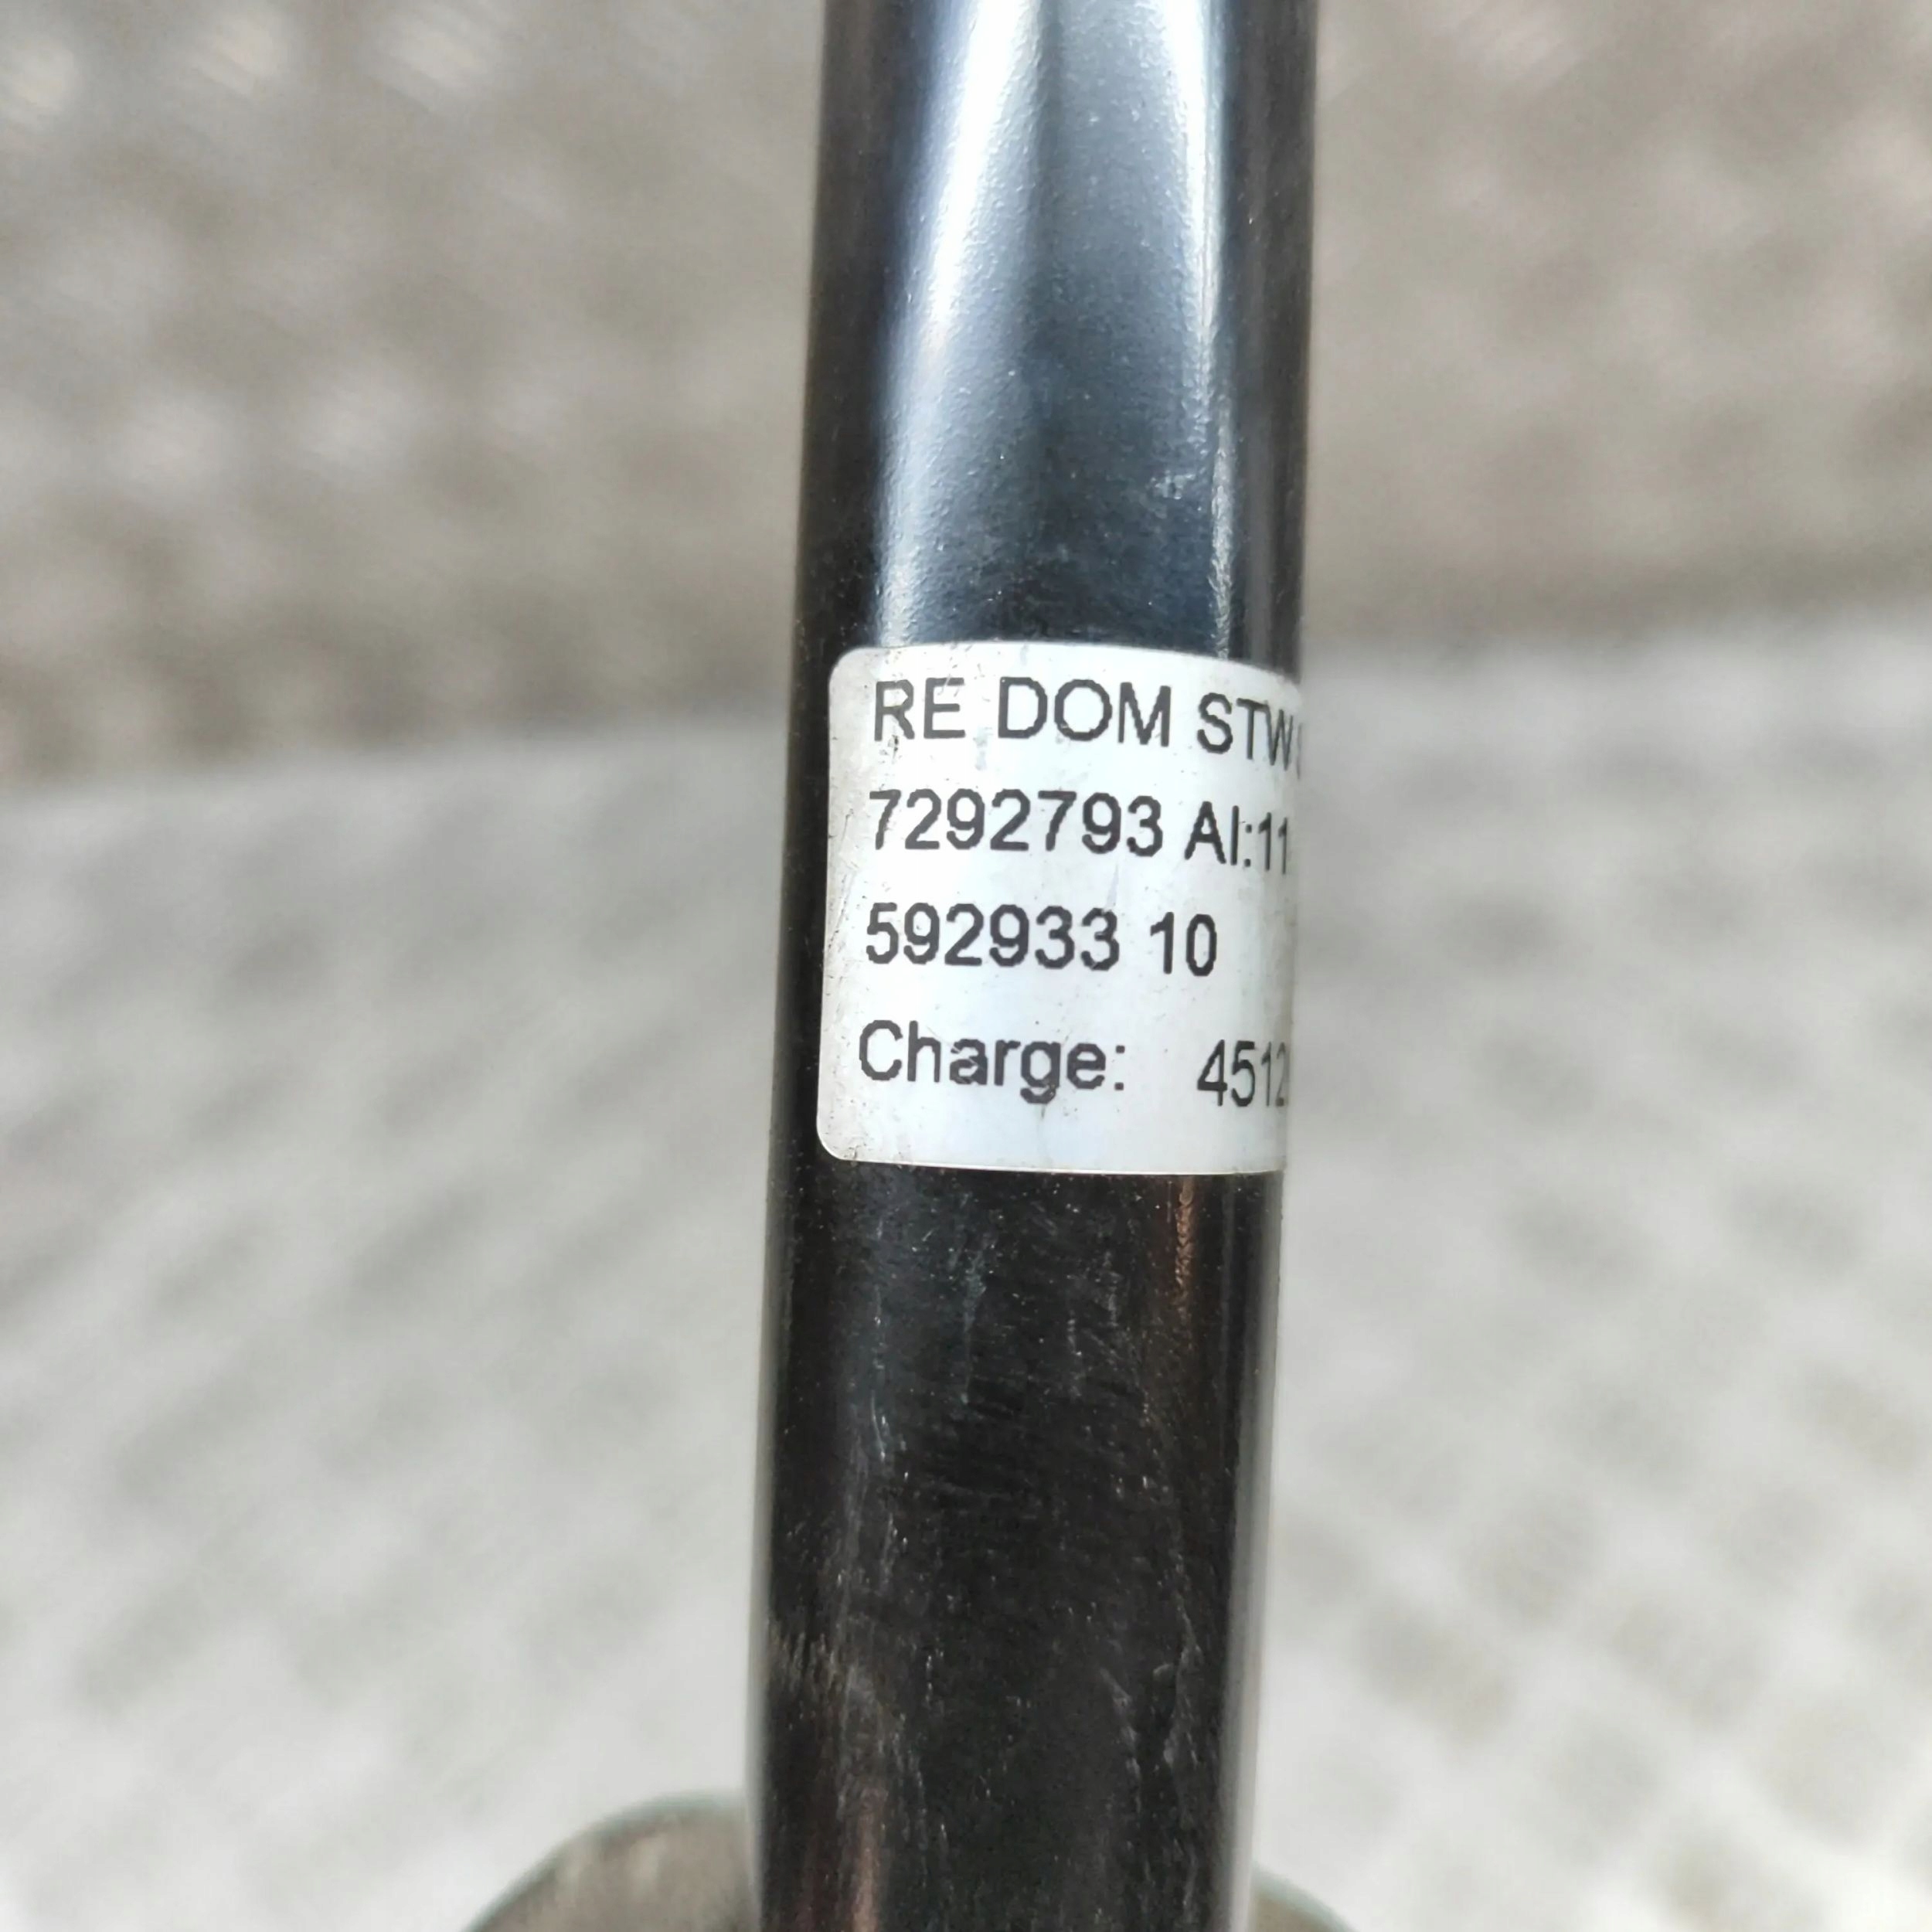 RE DOM STW
7292793 AI:11
592933 10
Charge: 4512